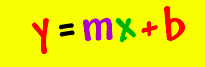 y = mx + b